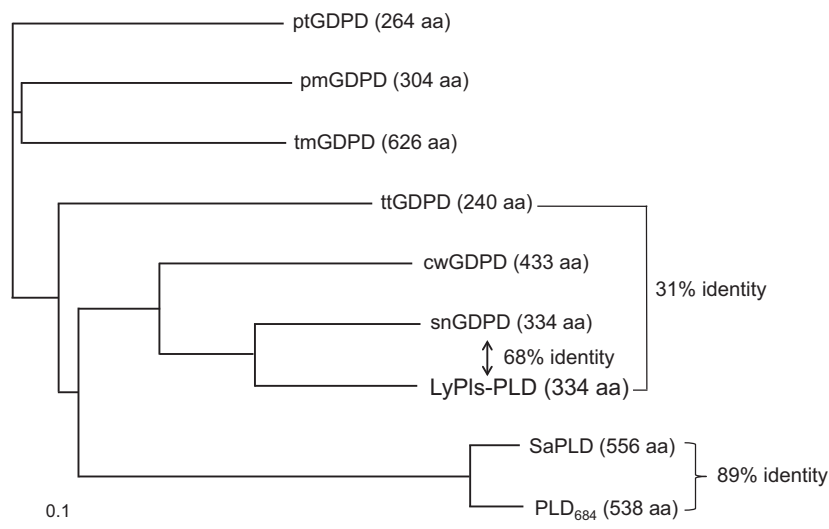 ptGDPD (264 aa)
pmGDPD (304 aa)
tmGDPD (626 aa)
ttGDPD (240 aa)
cwGDPD (433 aa)
31% identity
snGDPD (334 aa)
68% identity
LyPls-PLD (334 aa)
SaPLD (556 aa)
89% identity
PLD₆₈₄ (538 aa)
0.1